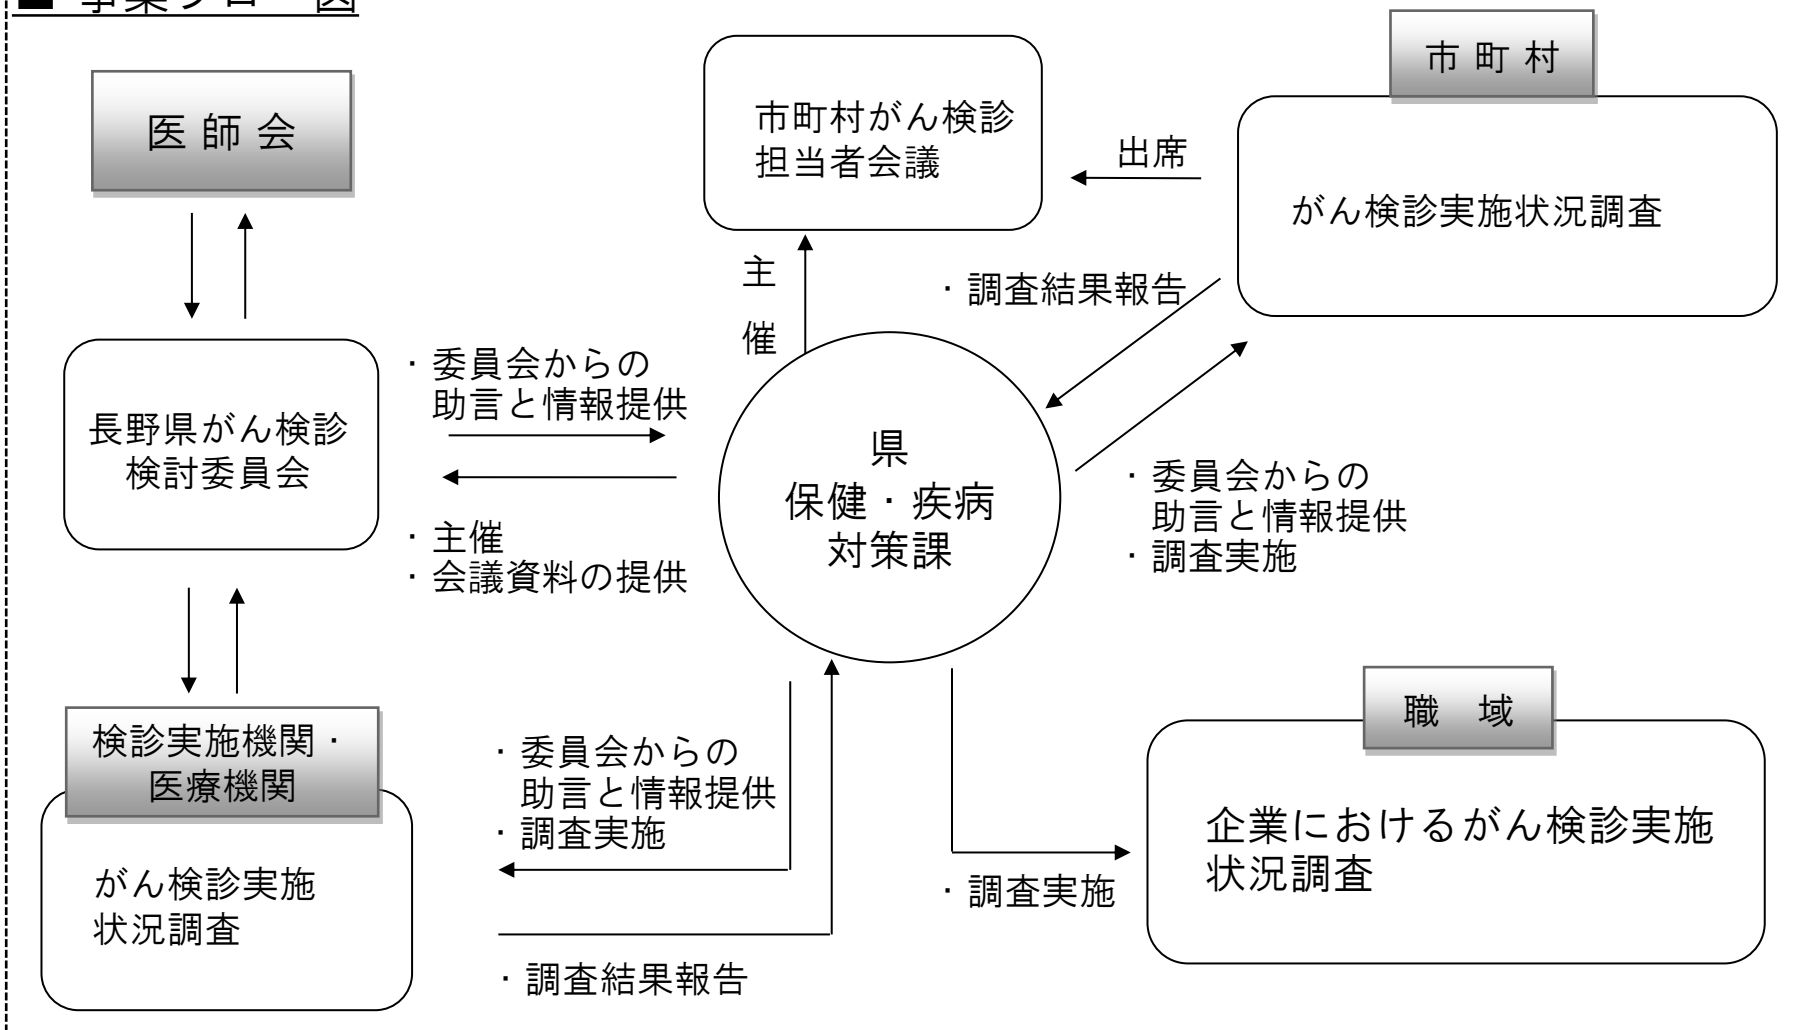 ■ 事業フロー図
医 師 会
市町村がん検診
担当者会議
市 町 村
出席
がん検診実施状況調査
主
催
・調査結果報告
・委員会からの
助言と情報提供
長野県がん検診
検討委員会
・主催
・会議資料の提供
県
保健・疾病
対策課
・委員会からの
助言と情報提供
・調査実施
検診実施機関・
医療機関
がん検診実施
状況調査
・委員会からの
助言と情報提供
・調査実施
・調査結果報告
・調査実施
職 域
企業におけるがん検診実施
状況調査